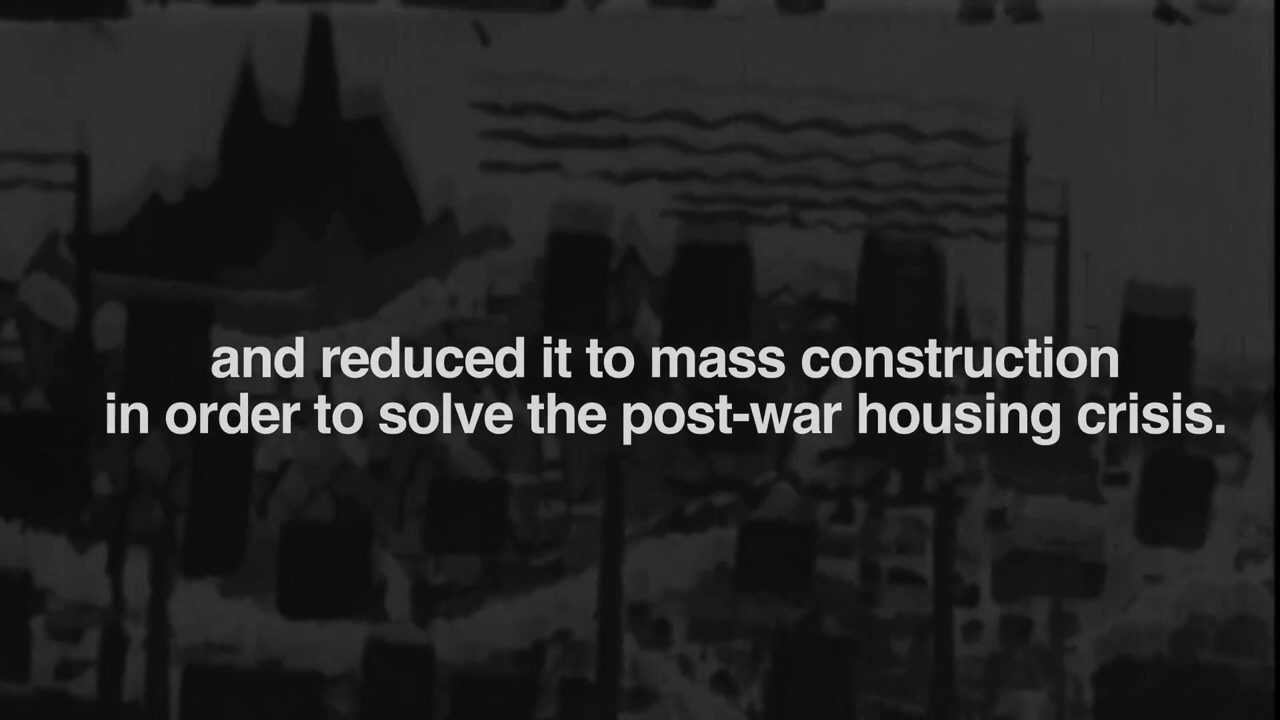 and reduced it to mass construction
in order to solve the post-war housing crisis.